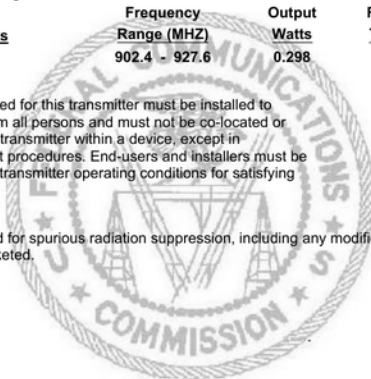 Frequency Output
Range (MHZ) Watts
902.4 - 927.6 0.298
ed for this transmitter must be installed to
m all persons and must not be co-located or
transmitter within a device, except in
t procedures. End-users and installers must be
transmitter operating conditions for satisfying
d for spurious radiation suppression, including any modifi
keted.
FEDERAL COMMUNICATIONS COMMISSION
U S